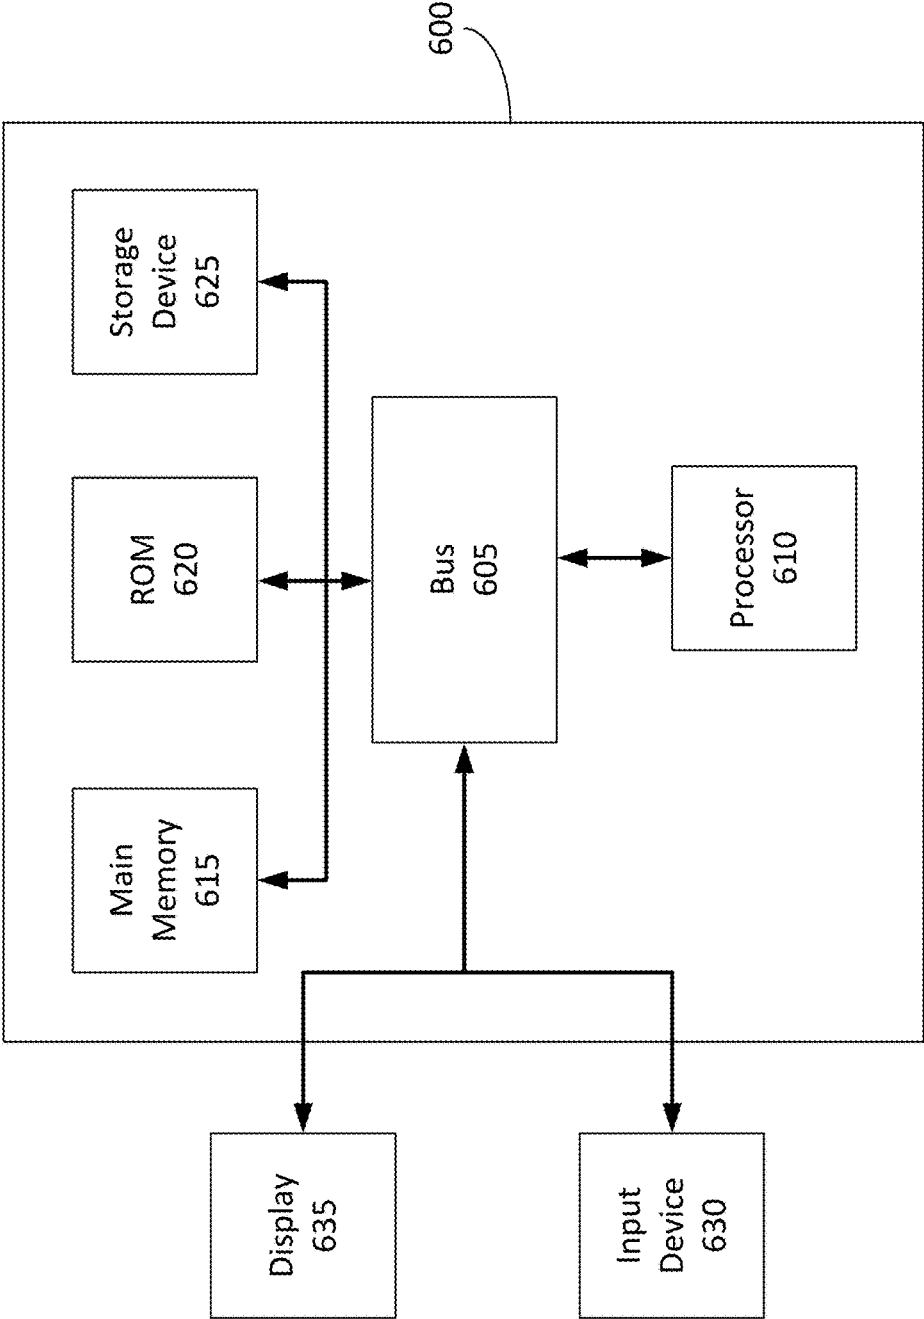 600
Display
635
Main
Memory
615
ROM
620
Storage
Device
625
Bus
605
Input
Device
630
Processor
610